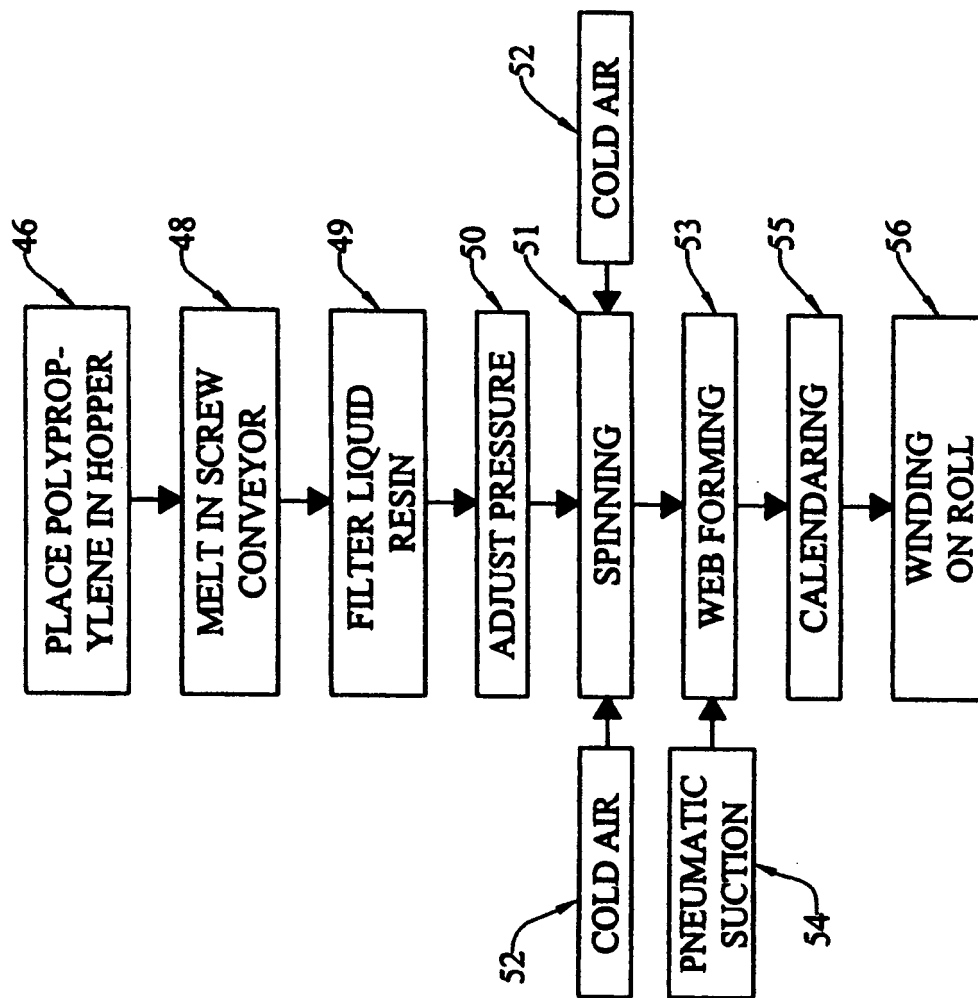 46
PLACE POLYPROP-
YLENE IN HOPPER
48
MELT IN SCREW
CONVEYOR
49
FILTER LIQUID
RESIN
50
ADJUST PRESSURE
51
SPINNING
52
COLD AIR
52
COLD AIR
53
WEB FORMING
PNEUMATIC
SUCTION
54
55
CALENDARING
56
WINDING
ON ROLL